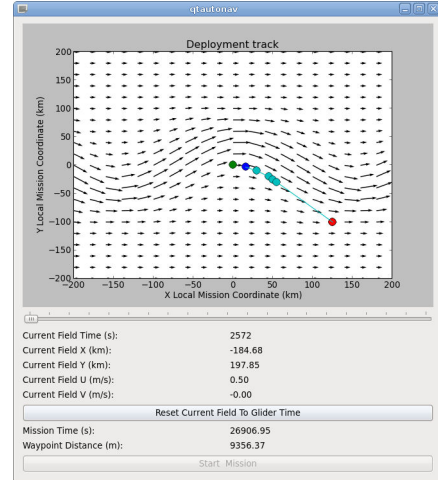 qtautonav
Deployment track
200
150
100
50
0
−50
−100
−150
−200
Y Local Mission Coordinate (km)
−200 −150 −100 −50 0 50 100 150 200
X Local Mission Coordinate (km)
Current Field Time (s): 2572
Current Field X (km): -184.68
Current Field Y (km): 197.85
Current Field U (m/s): 0.50
Current Field V (m/s): -0.00
Reset Current Field To Glider Time
Mission Time (s): 26906.95
Waypoint Distance (m): 9356.37
Start Mission